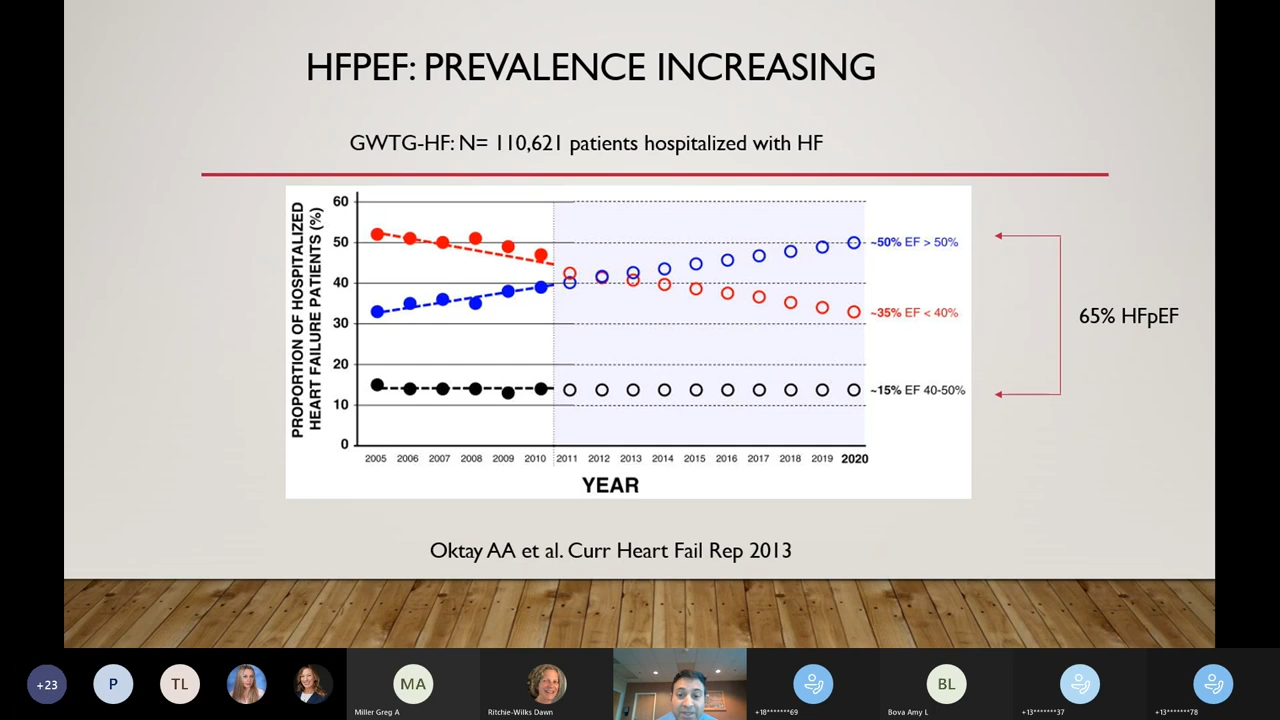 HFPEF: PREVALENCE INCREASING
GWTG-HF: N= 110,621 patients hospitalized with HF
PROPORTION OF HOSPITALIZED
HEART FAILURE PATIENTS (%)
60
50
40
30
20
10
0
~50% EF > 50%
~35% EF < 40%
~15% EF 40-50%
65% HFpEF
2005 2006 2007 2008 2009 2010 2011 2012 2013 2014 2015 2016 2017 2018 2019 2020
YEAR
Oktay AA et al. Curr Heart Fail Rep 2013
+23 P TL MA BL
Miller Greg A Ritchie-Wilks Dawn +18*******69 Bova Amy L +13*******37 +13*******78